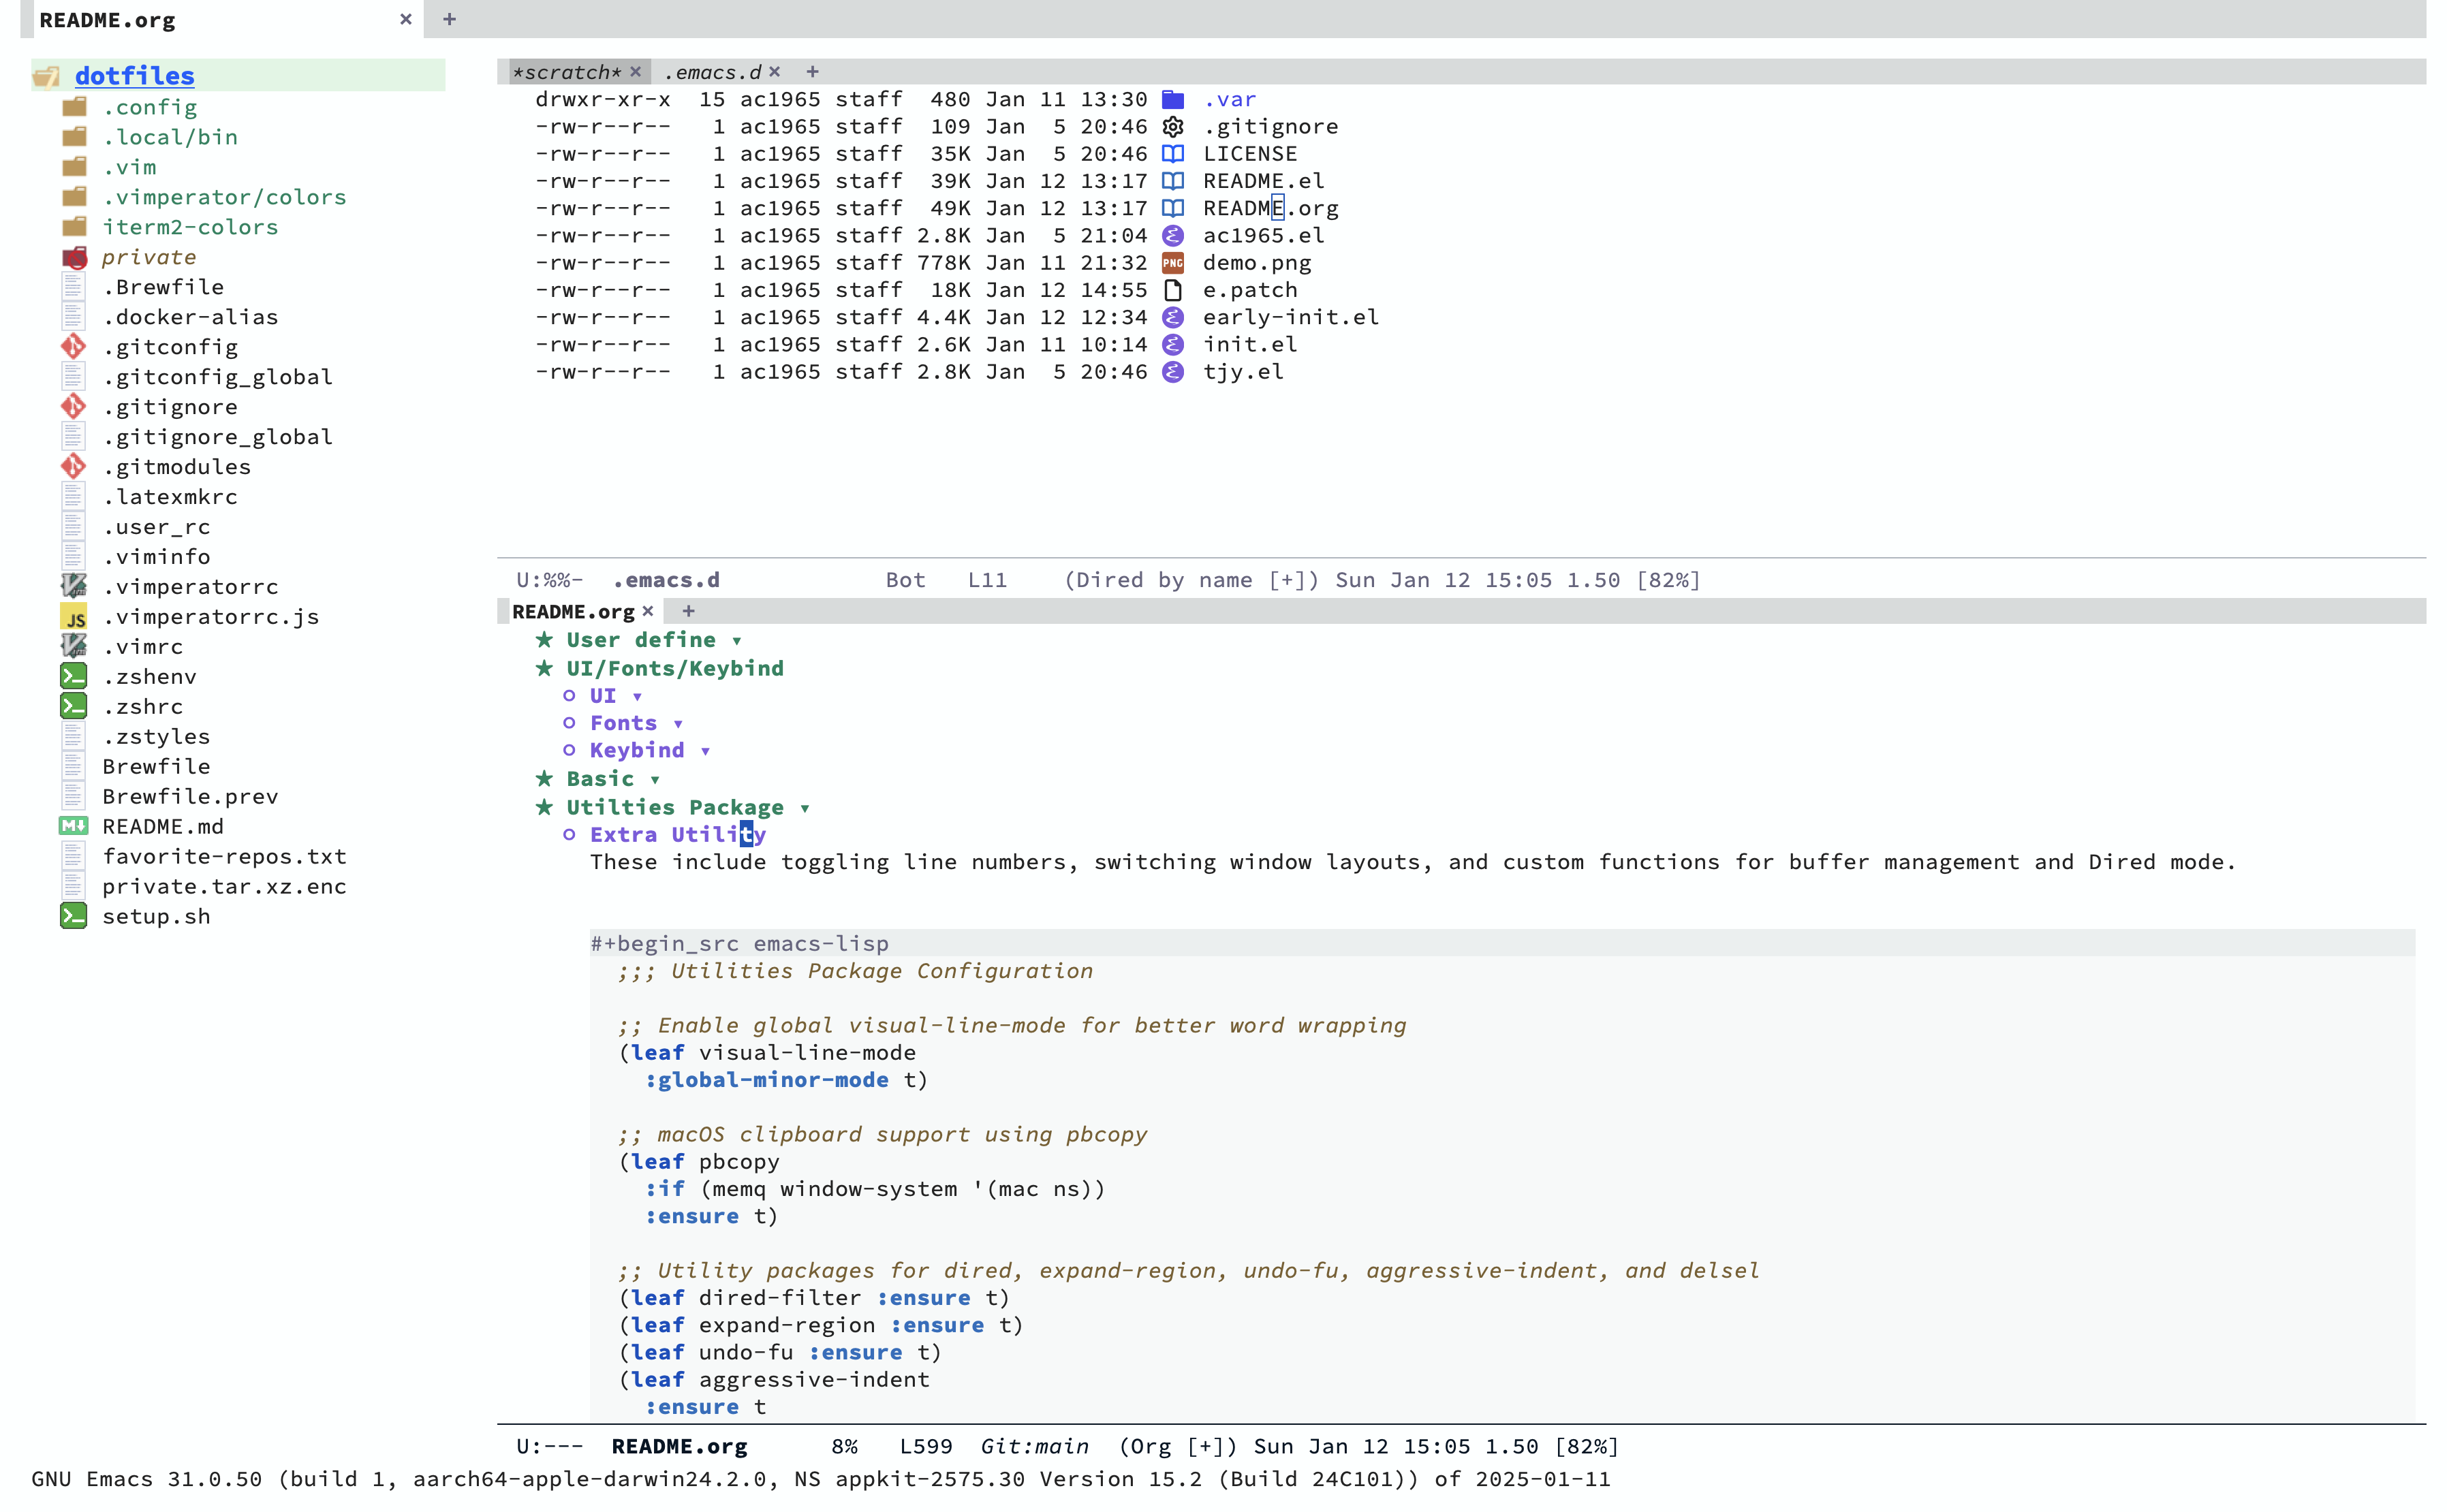 README.org × +
dotfiles
.config
.local/bin
.vim
.vimperator/colors
iterm2-colors
private
.Brewfile
.docker-alias
.gitconfig
.gitconfig_global
.gitignore
.gitignore_global
.gitmodules
.latexmkrc
.user_rc
.viminfo
.vimperatorrc
JS .vimperatorrc.js
.vimrc
.zshenv
.zshrc
.zstyles
Brewfile
Brewfile.prev
M↓ README.md
favorite-repos.txt
private.tar.xz.enc
setup.sh
*scratch* × .emacs.d × +
drwxr-xr-x 15 ac1965 staff 480 Jan 11 13:30 .var
-rw-r--r-- 1 ac1965 staff 109 Jan 5 20:46 .gitignore
-rw-r--r-- 1 ac1965 staff 35K Jan 5 20:46 LICENSE
-rw-r--r-- 1 ac1965 staff 39K Jan 12 13:17 README.el
-rw-r--r-- 1 ac1965 staff 49K Jan 12 13:17 README.org
-rw-r--r-- 1 ac1965 staff 2.8K Jan 5 21:04 ac1965.el
-rw-r--r-- 1 ac1965 staff 778K Jan 11 21:32 PNG demo.png
-rw-r--r-- 1 ac1965 staff 18K Jan 12 14:55 e.patch
-rw-r--r-- 1 ac1965 staff 4.4K Jan 12 12:34 early-init.el
-rw-r--r-- 1 ac1965 staff 2.6K Jan 11 10:14 init.el
-rw-r--r-- 1 ac1965 staff 2.8K Jan 5 20:46 tjy.el
U:%%- .emacs.d Bot L11 (Dired by name [+]) Sun Jan 12 15:05 1.50 [82%]
README.org × +
★ User define ▾
★ UI/Fonts/Keybind
○ UI ▾
○ Fonts ▾
○ Keybind ▾
★ Basic ▾
★ Utilties Package ▾
○ Extra Utility
These include toggling line numbers, switching window layouts, and custom functions for buffer management and Dired mode.
#+begin_src emacs-lisp
;;; Utilities Package Configuration
;; Enable global visual-line-mode for better word wrapping
(leaf visual-line-mode
:global-minor-mode t)
;; macOS clipboard support using pbcopy
(leaf pbcopy
:if (memq window-system '(mac ns))
:ensure t)
;; Utility packages for dired, expand-region, undo-fu, aggressive-indent, and delsel
(leaf dired-filter :ensure t)
(leaf expand-region :ensure t)
(leaf undo-fu :ensure t)
(leaf aggressive-indent
:ensure t
U:--- README.org 8% L599 Git:main (Org [+]) Sun Jan 12 15:05 1.50 [82%]
GNU Emacs 31.0.50 (build 1, aarch64-apple-darwin24.2.0, NS appkit-2575.30 Version 15.2 (Build 24C101)) of 2025-01-11